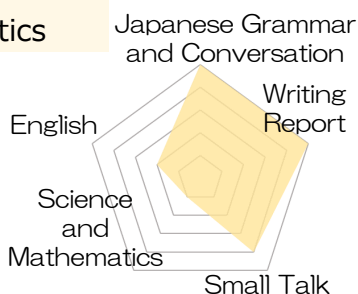 tics
Japanese Grammar
and Conversation
Writing
Report
English
Science
and
Mathematics
Small Talk